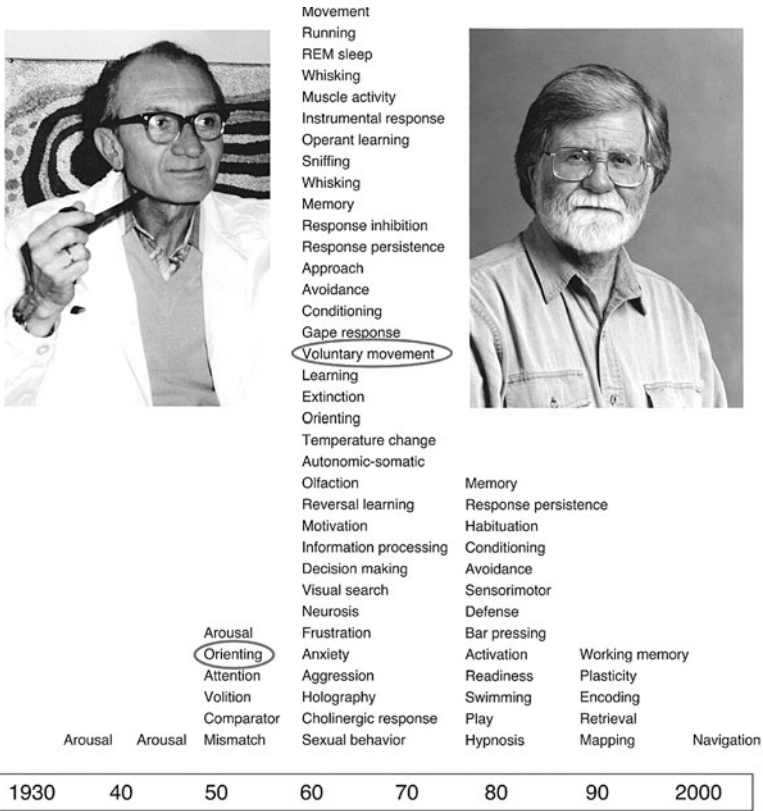 Movement
Running
REM sleep
Whisking
Muscle activity
Instrumental response
Operant learning
Sniffing
Whisking
Memory
Response inhibition
Response persistence
Approach
Avoidance
Conditioning
Gape response
Voluntary movement
Learning
Extinction
Orienting
Temperature change
Autonomic-somatic
Olfaction Memory
Reversal learning Response persistence
Motivation Habituation
Information processing Conditioning
Decision making Avoidance
Visual search Sensorimotor
Neurosis Defense
Arousal Frustration Bar pressing
Orienting Anxiety Activation Working memory
Attention Aggression Readiness Plasticity
Volition Holography Swimming Encoding
Comparator Cholinergic response Play Retrieval
Arousal Arousal Mismatch Sexual behavior Hypnosis Mapping Navigation
1930 40 50 60 70 80 90 2000